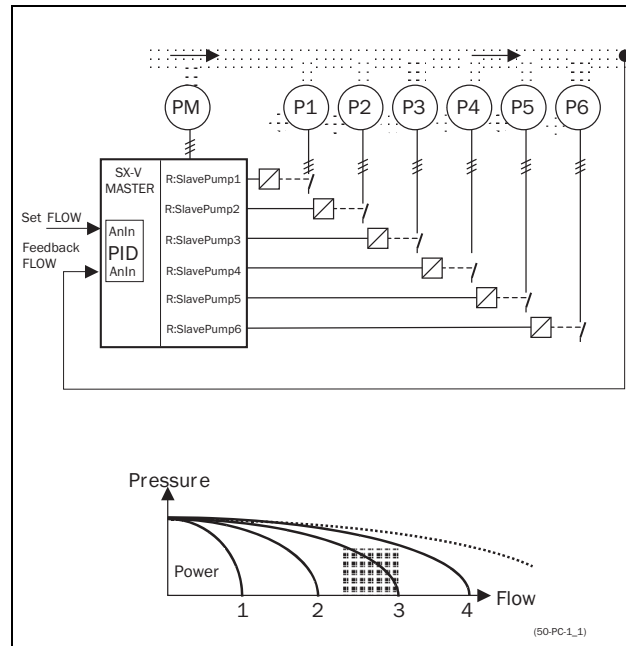 PM P1 P2 P3 P4 P5 P6
SX-V
MASTER
R:SlavePump1
R:SlavePump2
R:SlavePump3
R:SlavePump4
R:SlavePump5
R:SlavePump6
Set FLOW
Feedback
FLOW
AnIn
PID
AnIn
Pressure
Power
1 2 3 4
Flow
(50-PC-1_1)